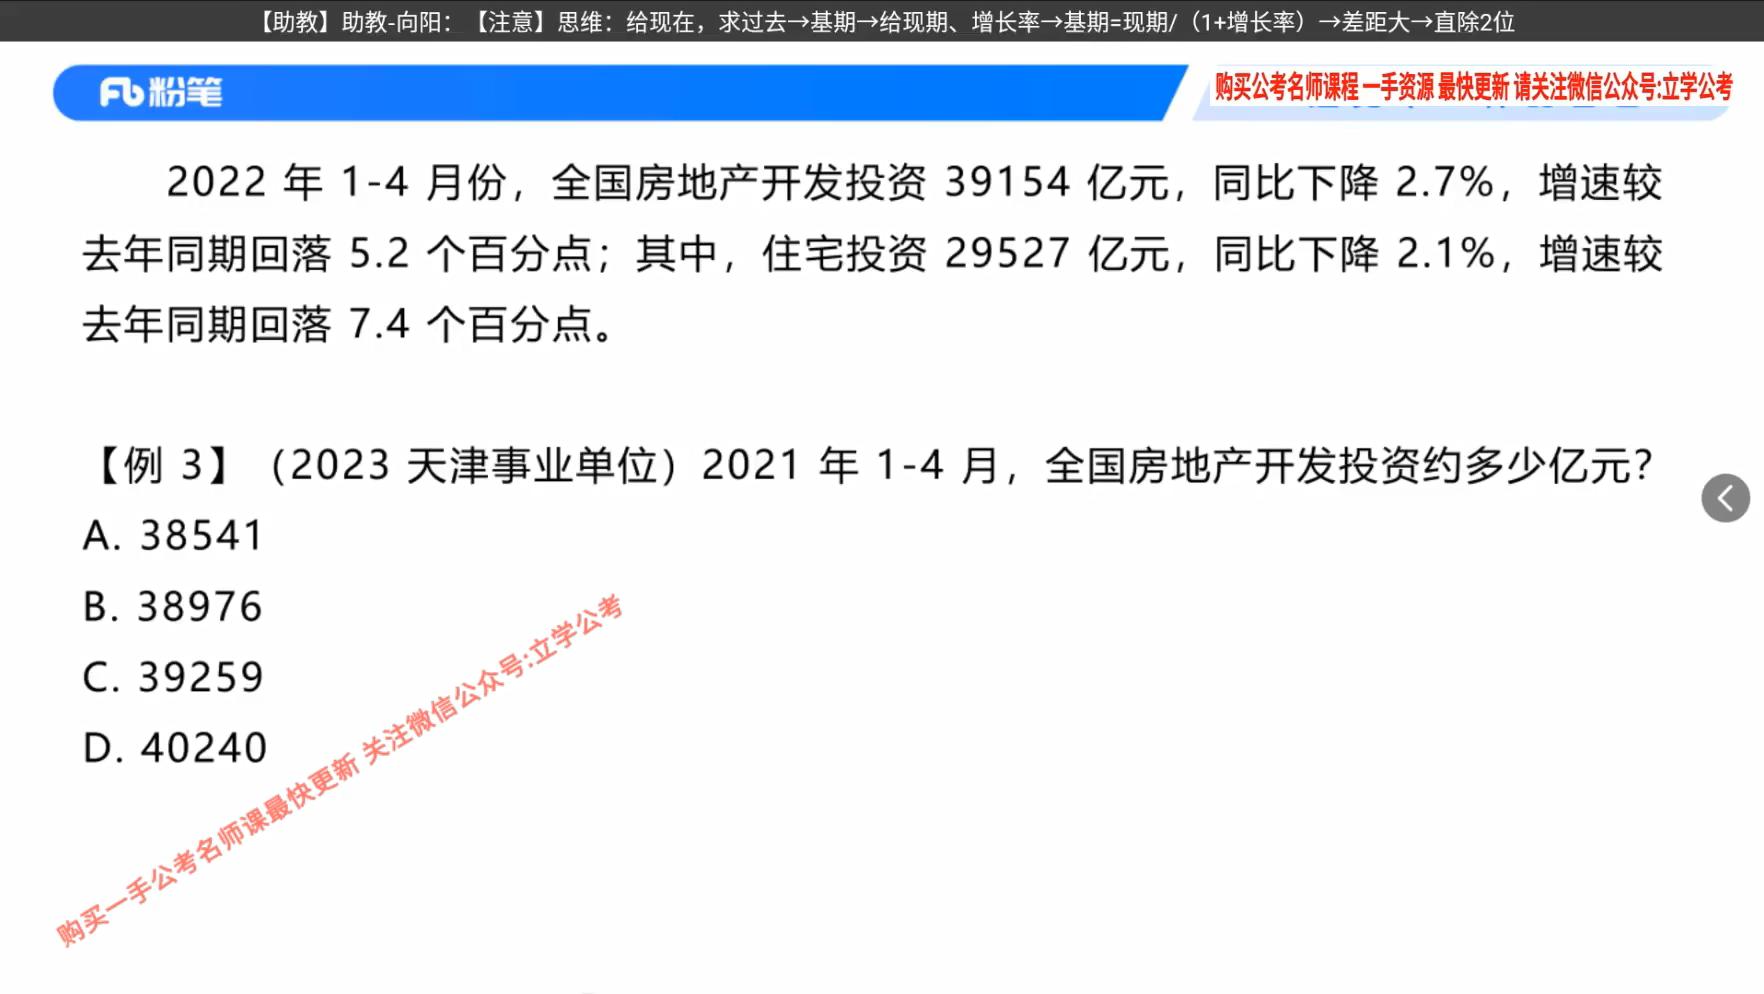 【助教】助教-向阳：【注意】思维：给现在，求过去→基期→给现期、增长率→基期=现期/（1+增长率）→差距大→直除2位
粉笔
购买公考名师课程 一手资源 最快更新 请关注微信公众号:立学公考
2022 年 1-4 月份，全国房地产开发投资 39154 亿元，同比下降 2.7%，增速较
去年同期回落 5.2 个百分点；其中，住宅投资 29527 亿元，同比下降 2.1%，增速较
去年同期回落 7.4 个百分点。
【例 3】（2023 天津事业单位）2021 年 1-4 月，全国房地产开发投资约多少亿元？
A. 38541
B. 38976
C. 39259
D. 40240
购买一手公考名师课最快更新 关注微信公众号:立学公考